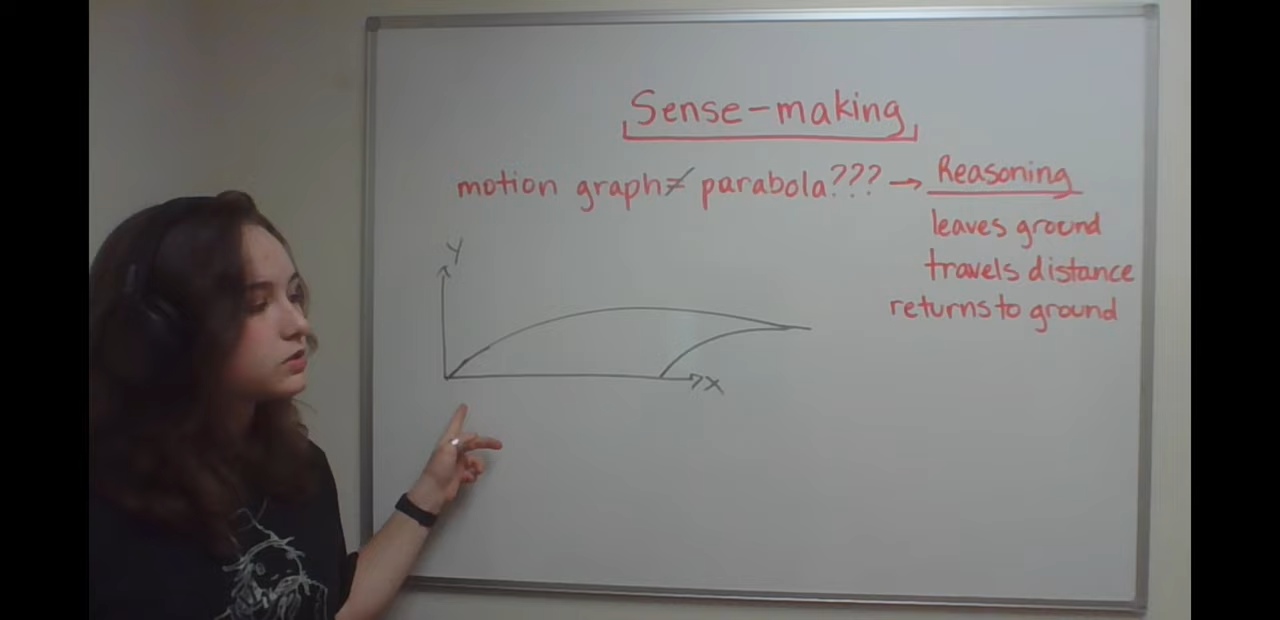 Sense-making
motion graph ≠ parabola??? → Reasoning
leaves ground
travels distance
returns to ground
Y
X